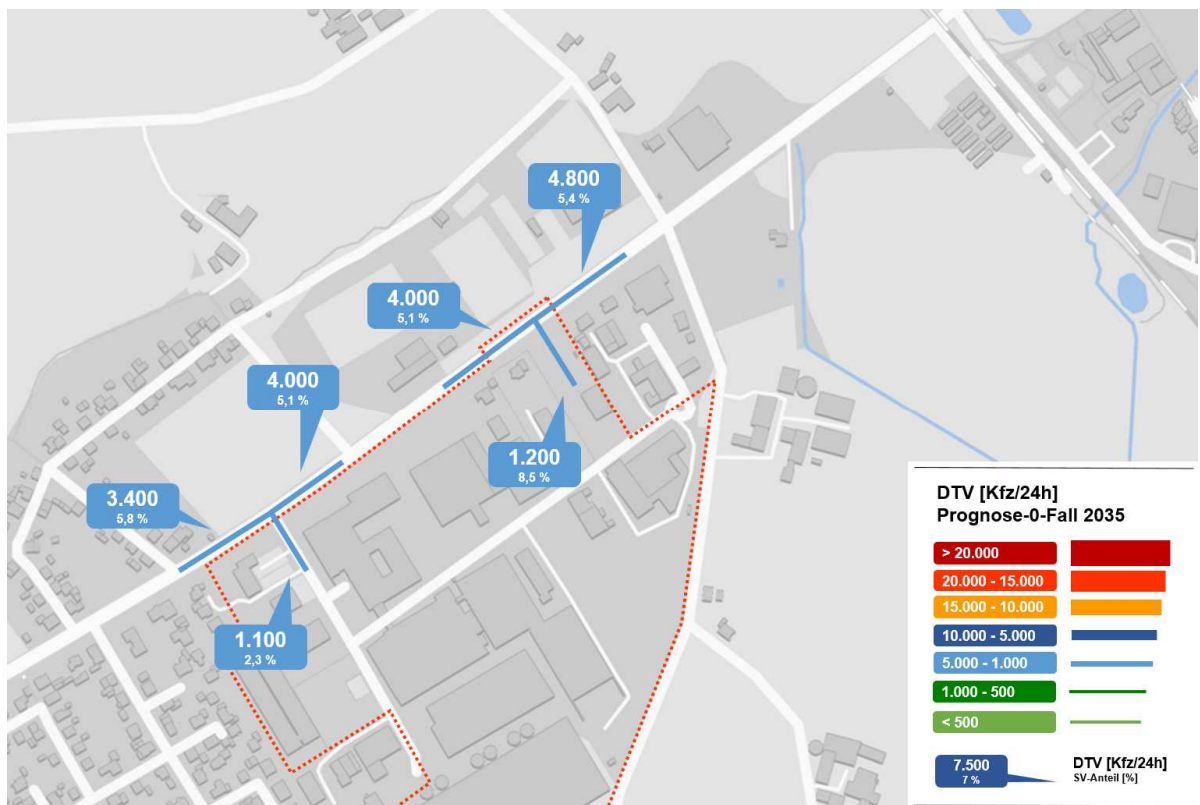 4.800
5,4 %
4.000
5,1 %
4.000
5,1 %
1.200
8,5 %
3.400
5,8 %
1.100
2,3 %
DTV [Kfz/24h]
Prognose-0-Fall 2035
> 20.000
20.000 - 15.000
15.000 - 10.000
10.000 - 5.000
5.000 - 1.000
1.000 - 500
< 500
7.500
7 %
DTV [Kfz/24h]
SV-Anteil [%]